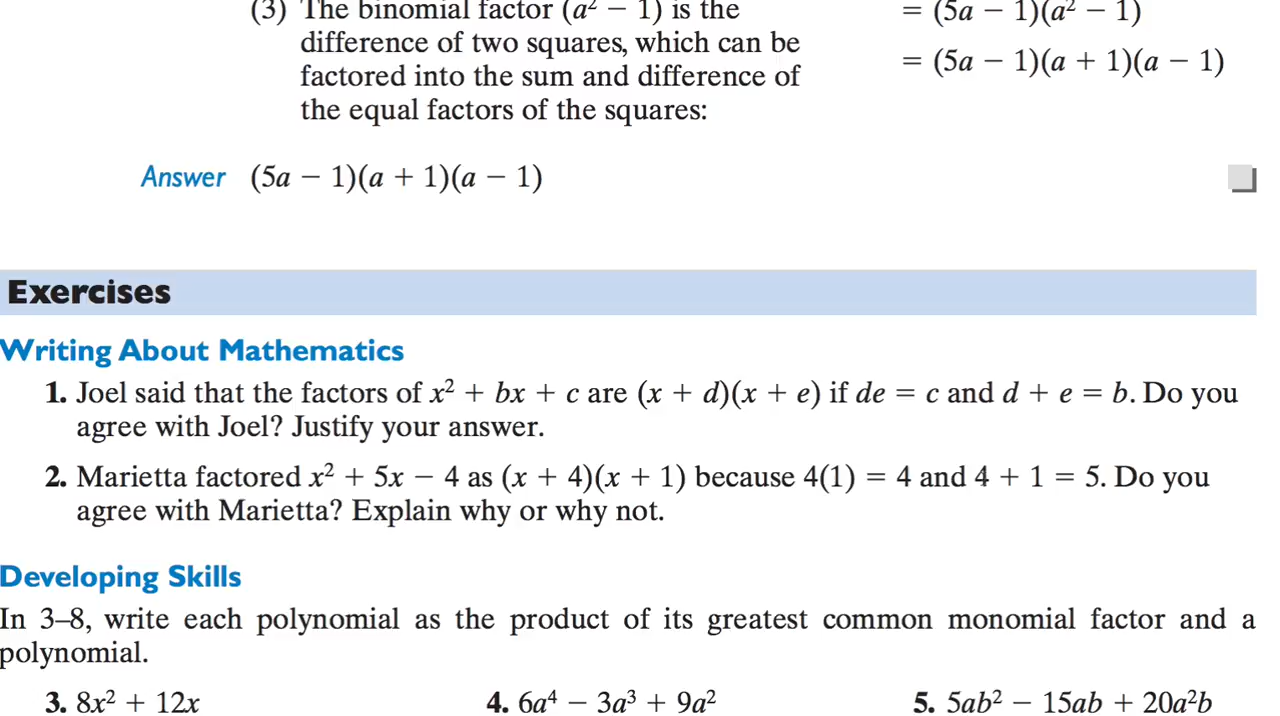 (3) The binomial factor (a² − 1) is the
difference of two squares, which can be
factored into the sum and difference of
the equal factors of the squares:
= (5a − 1)(a² − 1)
= (5a − 1)(a + 1)(a − 1)
Answer (5a − 1)(a + 1)(a − 1)
Exercises
Writing About Mathematics
1. Joel said that the factors of x² + bx + c are (x + d)(x + e) if de = c and d + e = b. Do you
agree with Joel? Justify your answer.
2. Marietta factored x² + 5x − 4 as (x + 4)(x + 1) because 4(1) = 4 and 4 + 1 = 5. Do you
agree with Marietta? Explain why or why not.
Developing Skills
In 3–8, write each polynomial as the product of its greatest common monomial factor and a
polynomial.
3. 8x² + 12x 4. 6a⁴ − 3a³ + 9a² 5. 5ab² − 15ab + 20a²b